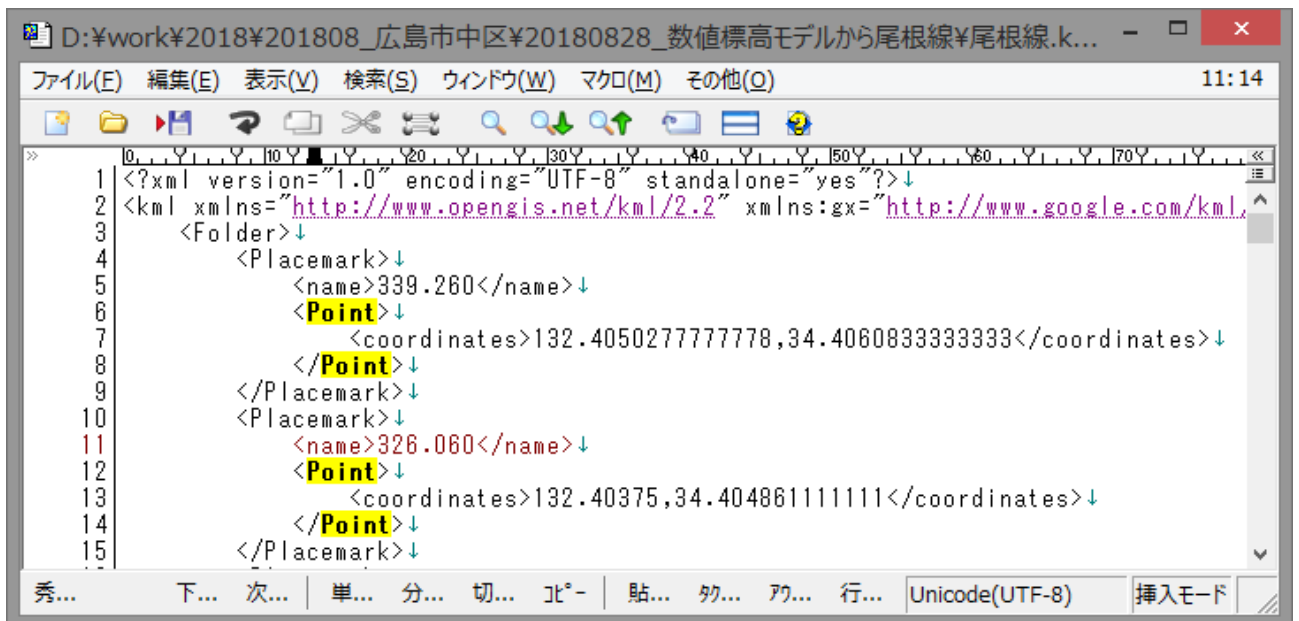 D:¥work¥2018¥201808_広島市中区¥20180828_数値標高モデルから尾根線¥尾根線.k...
ファイル(F) 編集(E) 表示(V) 検索(S) ウィンドウ(W) マクロ(M) その他(O) 11:14
0 10 20 30 40 50 60 70
1 <?xml version="1.0" encoding="UTF-8" standalone="yes"?>↓
2 <kml xmlns="http://www.opengis.net/kml/2.2" xmlns:gx="http://www.google.com/kml/
3 <Folder>↓
4 <Placemark>↓
5 <name>339.260</name>↓
6 <Point>↓
7 <coordinates>132.4050277777778,34.4060833333333</coordinates>↓
8 </Point>↓
9 </Placemark>↓
10 <Placemark>↓
11 <name>326.060</name>↓
12 <Point>↓
13 <coordinates>132.40375,34.404861111111</coordinates>↓
14 </Point>↓
15 </Placemark>↓
秀... 下... 次... 単... 分... 切... ｺﾋﾟｰ 貼... ﾀｸ... ｱｳ... 行... Unicode(UTF-8) 挿入モード